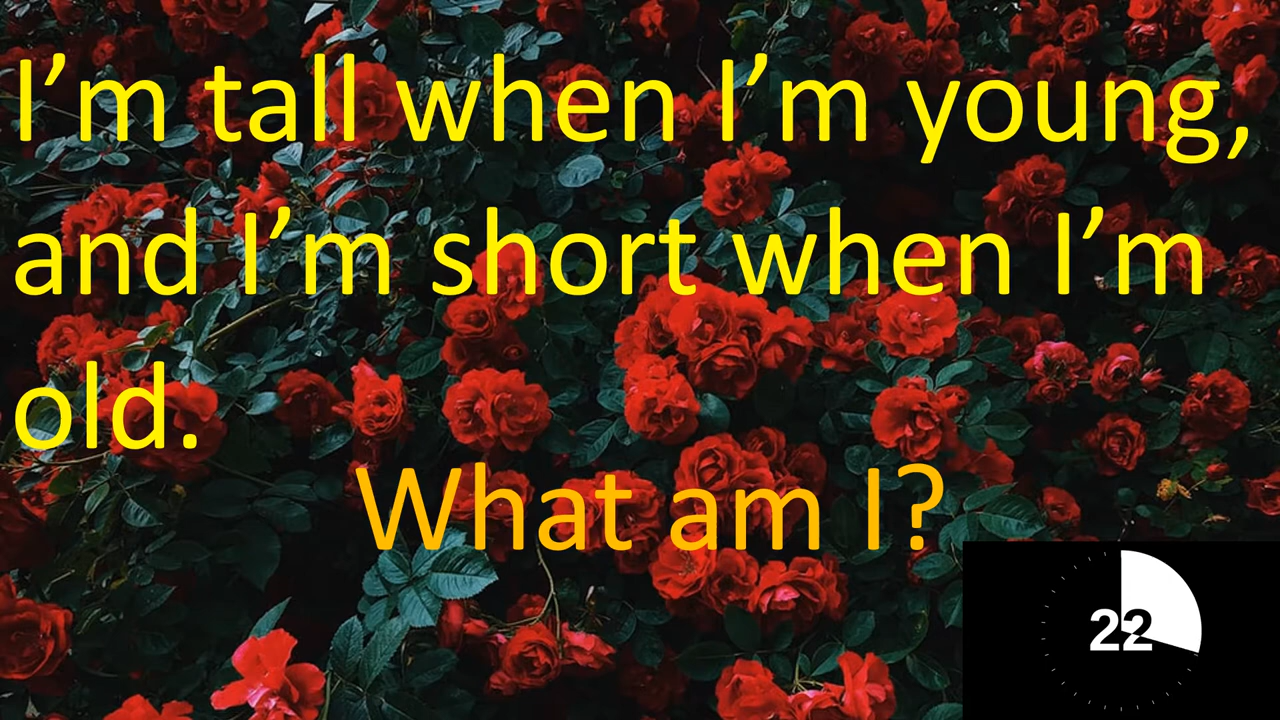 I’m tall when I’m young,
and I’m short when I’m
old.
What am I?
22